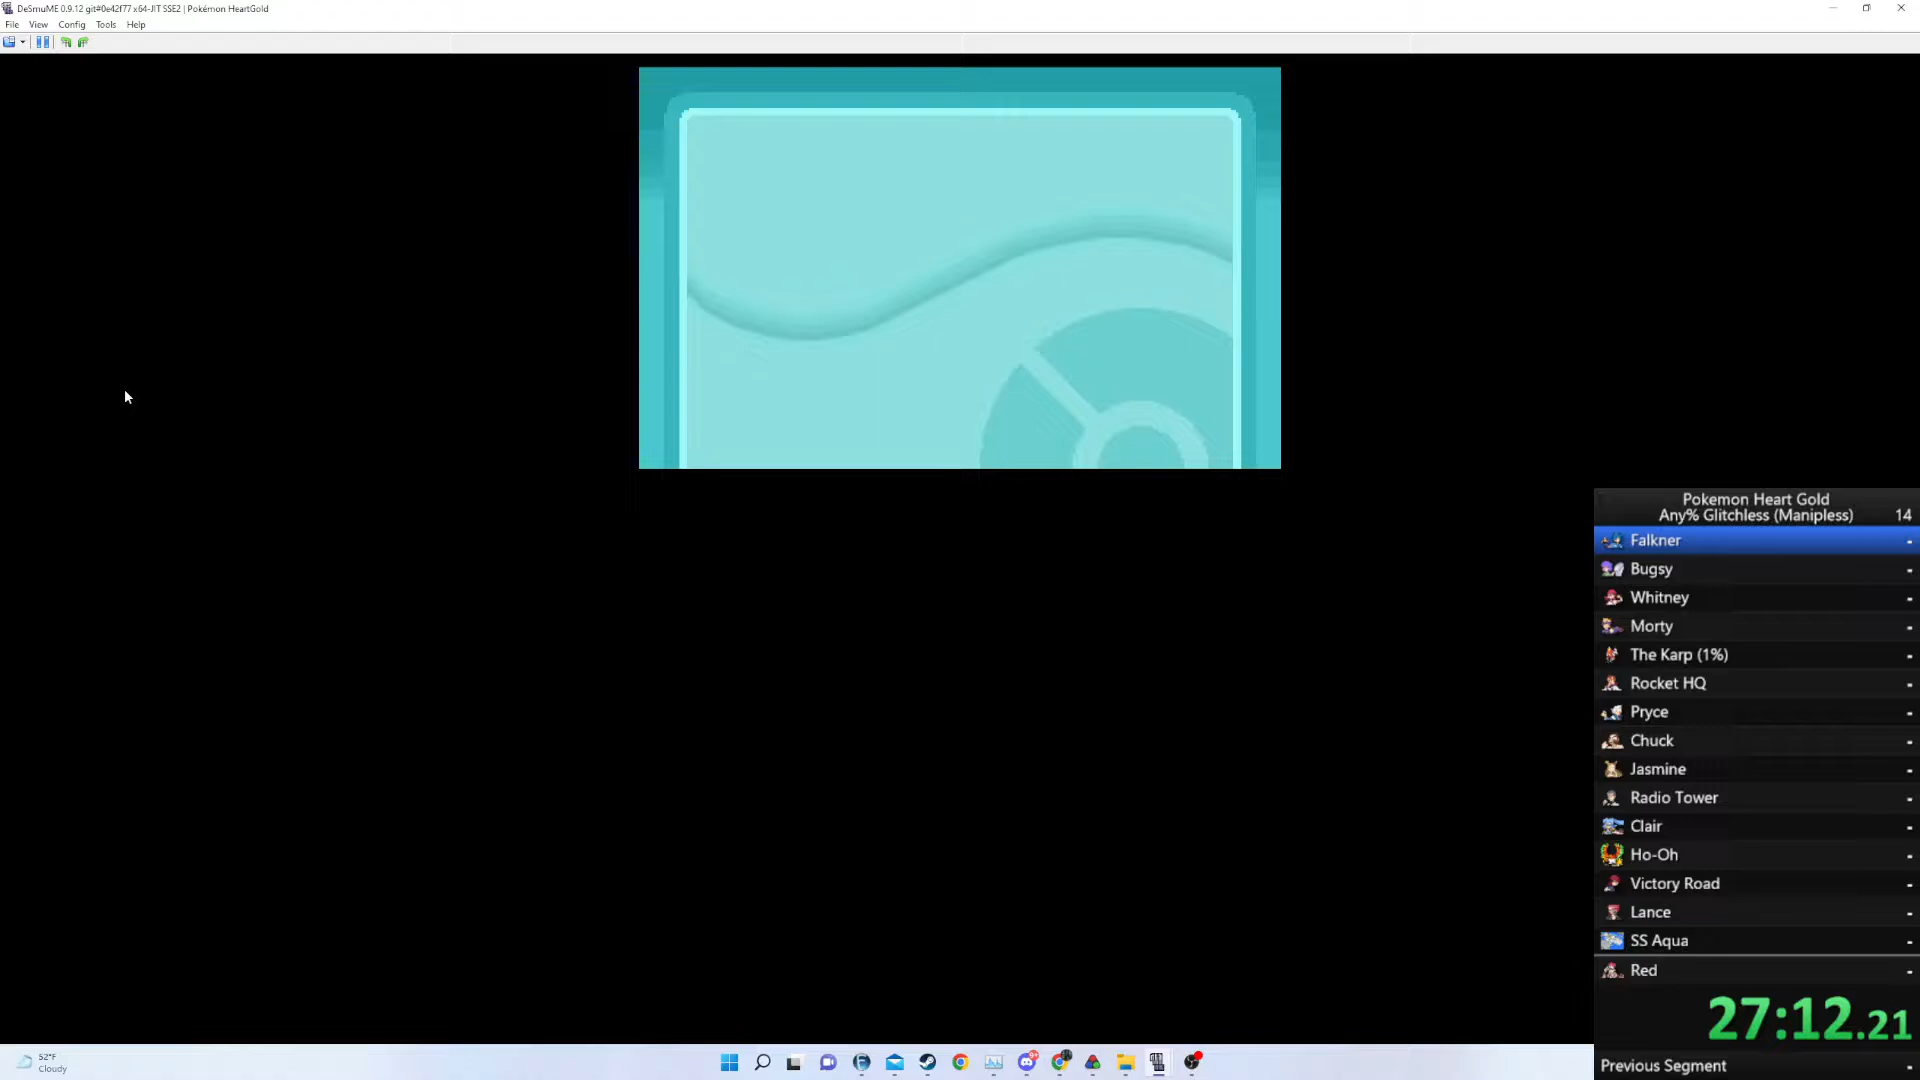 DeSmuME 0.9.12 git#0e42f77 x64-JIT SSE2 | Pokémon HeartGold
File View Config Tools Help
Pokemon Heart Gold
Any% Glitchless (Manipless) 14
Falkner -
Bugsy -
Whitney -
Morty -
The Karp (1%) -
Rocket HQ -
Pryce -
Chuck -
Jasmine -
Radio Tower -
Clair -
Ho-Oh -
Victory Road -
Lance -
SS Aqua -
Red -
27:12.21
Previous Segment -
52°F
Cloudy